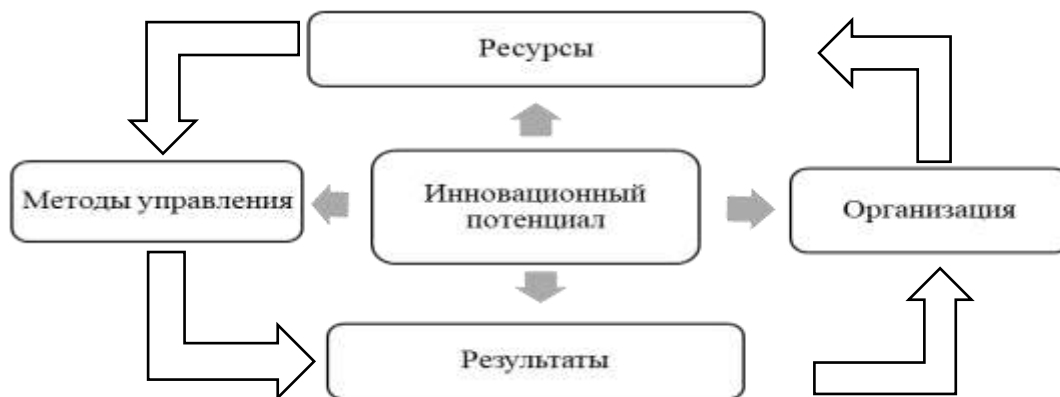 Ресурсы
Методы управления
Инновационный
потенциал
Организация
Результаты